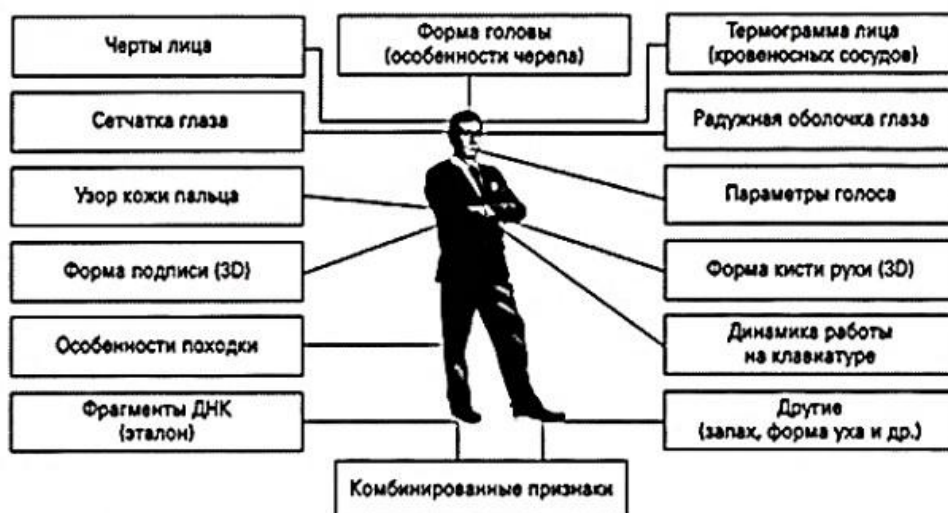 Черты лица
Форма головы
(особенности черепа)
Термограмма лица
(кровеносных сосудов)
Сетчатка глаза
Радужная оболочка глаза
Узор кожи пальца
Параметры голоса
Форма подписи (3D)
Форма кисти руки (3D)
Особенности походки
Динамика работы
на клавиатуре
Фрагменты ДНК
(эталон)
Другие
(запах, форма уха и др.)
Комбинированные признаки